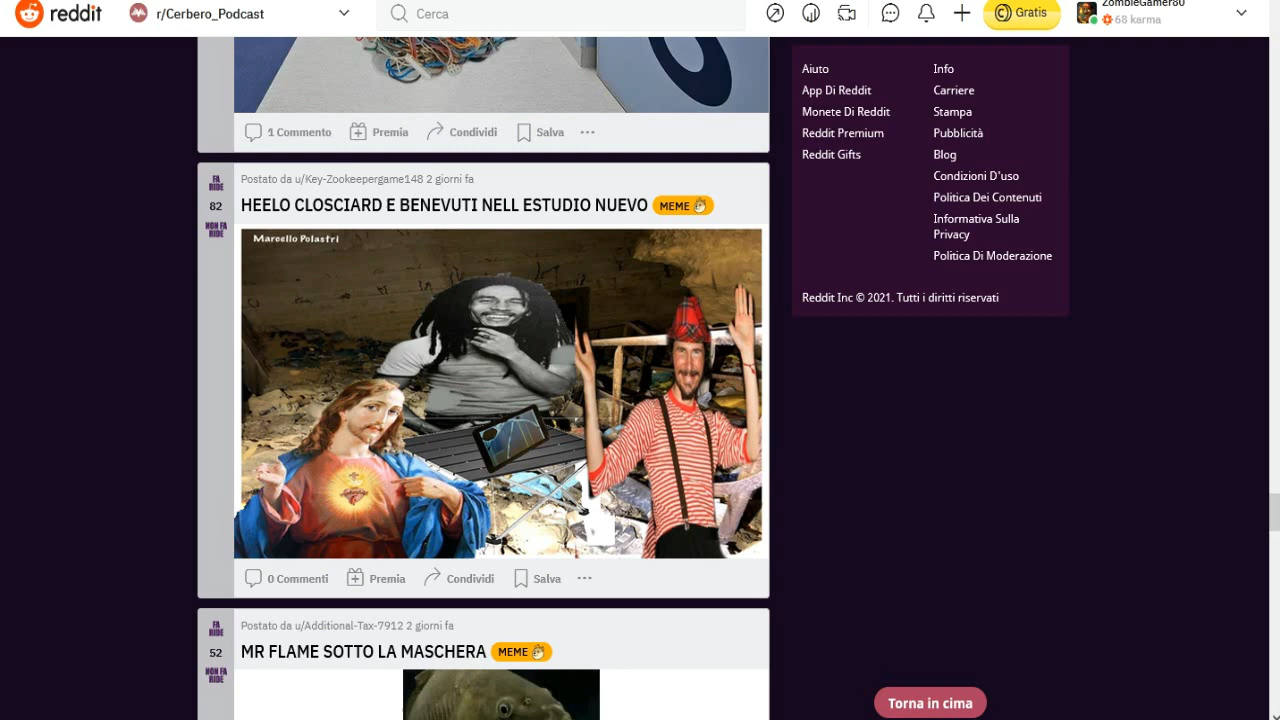 reddit
r/Cerbero_Podcast
Cerca
Gratis
ZombieGamer80
68 karma
1 Commento
Premia
Condividi
Salva
FA RIDE
82
NON FA RIDE
Postato da u/Key-Zookeepergame148 2 giorni fa
HEELO CLOSCIARD E BENEVUTI NELL ESTUDIO NUEVO
MEME
Marcello Polastri
0 Commenti
Premia
Condividi
Salva
FA RIDE
52
NON FA RIDE
Postato da u/Additional-Tax-7912 2 giorni fa
MR FLAME SOTTO LA MASCHERA
MEME
Aiuto
App Di Reddit
Monete Di Reddit
Reddit Premium
Reddit Gifts
Info
Carriere
Stampa
Pubblicità
Blog
Condizioni D'uso
Politica Dei Contenuti
Informativa Sulla
Privacy
Politica Di Moderazione
Reddit Inc © 2021. Tutti i diritti riservati
Torna in cima